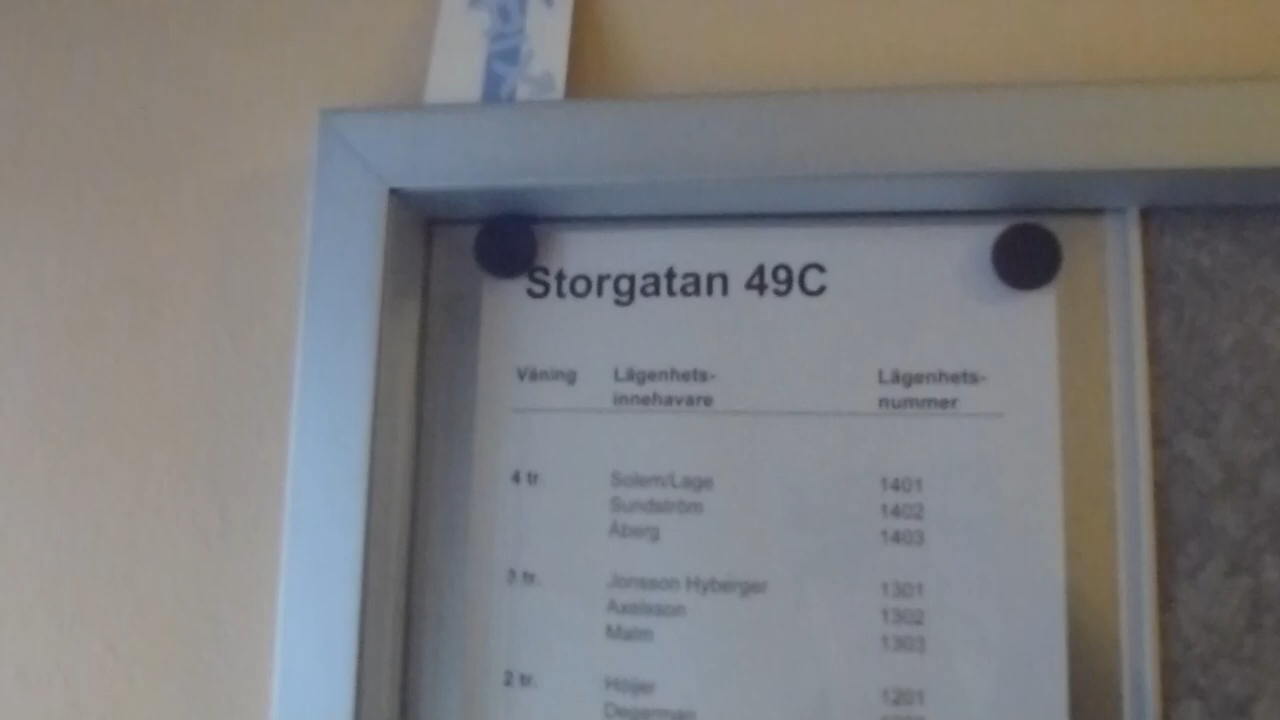 Storgatan 49C
Våning Lägenhets- Lägenhets-
innehavare nummer
4 tr. Solem/Lage 1401
Sundström 1402
Åberg 1403
3 tr. Jonsson Hyberger 1301
Axelsson 1302
Malm 1303
2 tr. Höijer 1201
Degerman